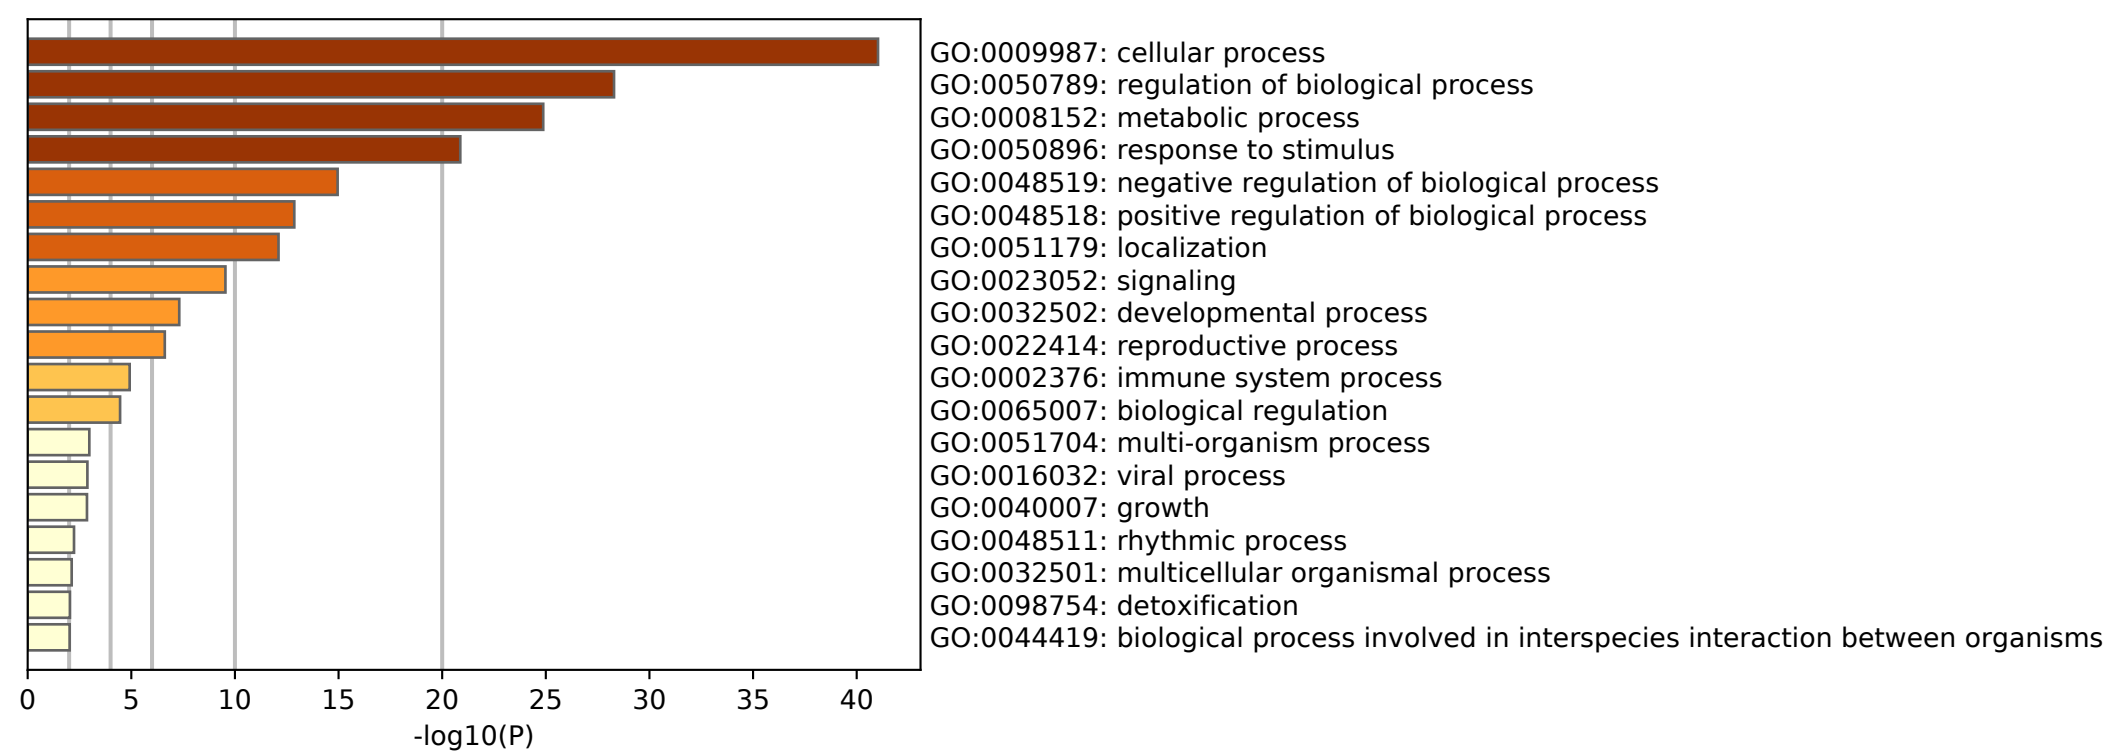 GO:0009987: cellular process
GO:0050789: regulation of biological process
GO:0008152: metabolic process
GO:0050896: response to stimulus
GO:0048519: negative regulation of biological process
GO:0048518: positive regulation of biological process
GO:0051179: localization
GO:0023052: signaling
GO:0032502: developmental process
GO:0022414: reproductive process
GO:0002376: immune system process
GO:0065007: biological regulation
GO:0051704: multi-organism process
GO:0016032: viral process
GO:0040007: growth
GO:0048511: rhythmic process
GO:0032501: multicellular organismal process
GO:0098754: detoxification
GO:0044419: biological process involved in interspecies interaction between organisms
0 5 10 15 20 25 30 35 40
-log10(P)